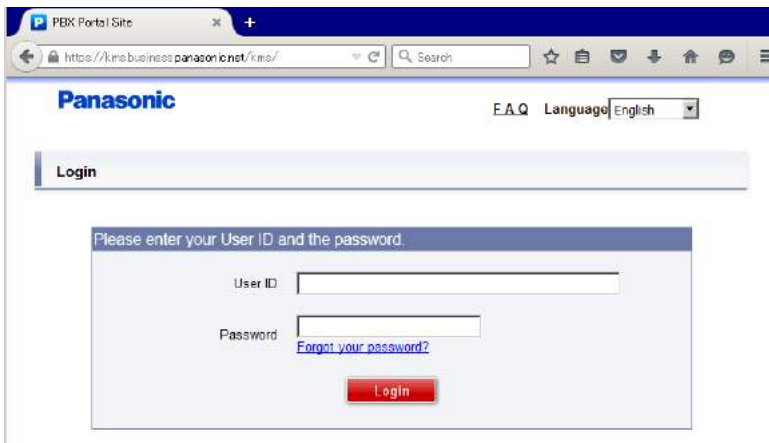 PBX Portal Site
https://kms.business.panasonic.net/kms/
Search
Panasonic
F.A.Q Language English
Login
Please enter your User ID and the password.
User ID
Password
Forgot your password?
Login